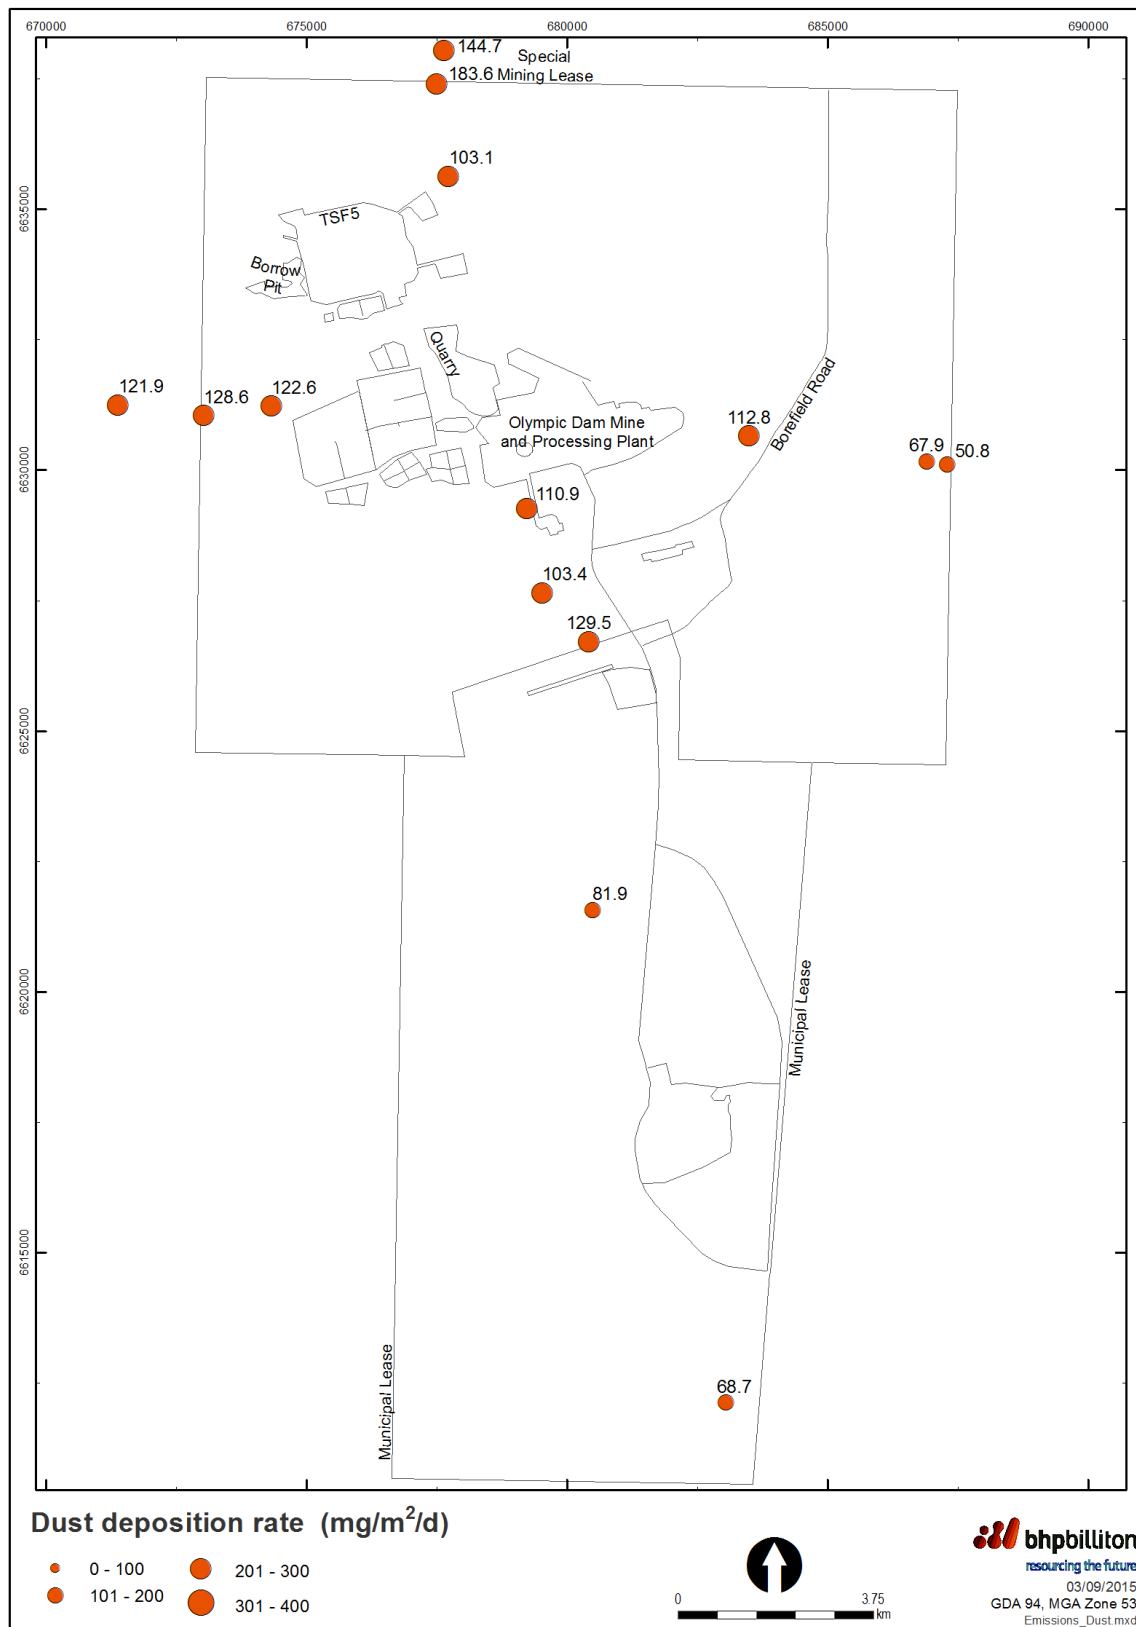 670000
675000
680000
685000
690000
144.7
Special
183.6
Mining Lease
103.1
6635000
TSF5
Borrow
Pit
Quarry
121.9
128.6
122.6
Olympic Dam Mine
and Processing Plant
112.8
Borefield Road
67.9
50.8
6630000
110.9
103.4
129.5
6625000
81.9
6620000
Municipal Lease
6615000
Municipal Lease
68.7
Dust deposition rate (mg/m²/d)
0 - 100
201 - 300
101 - 200
301 - 400
0
3.75
km
bhpbilliton
resourcing the future
03/09/2015
GDA 94, MGA Zone 53
Emissions_Dust.mxd